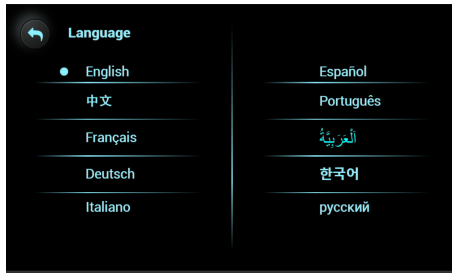 Language
English
中文
Français
Deutsch
Italiano
Español
Português
اَلْعَرَبِيَّةُ
한국어
русский